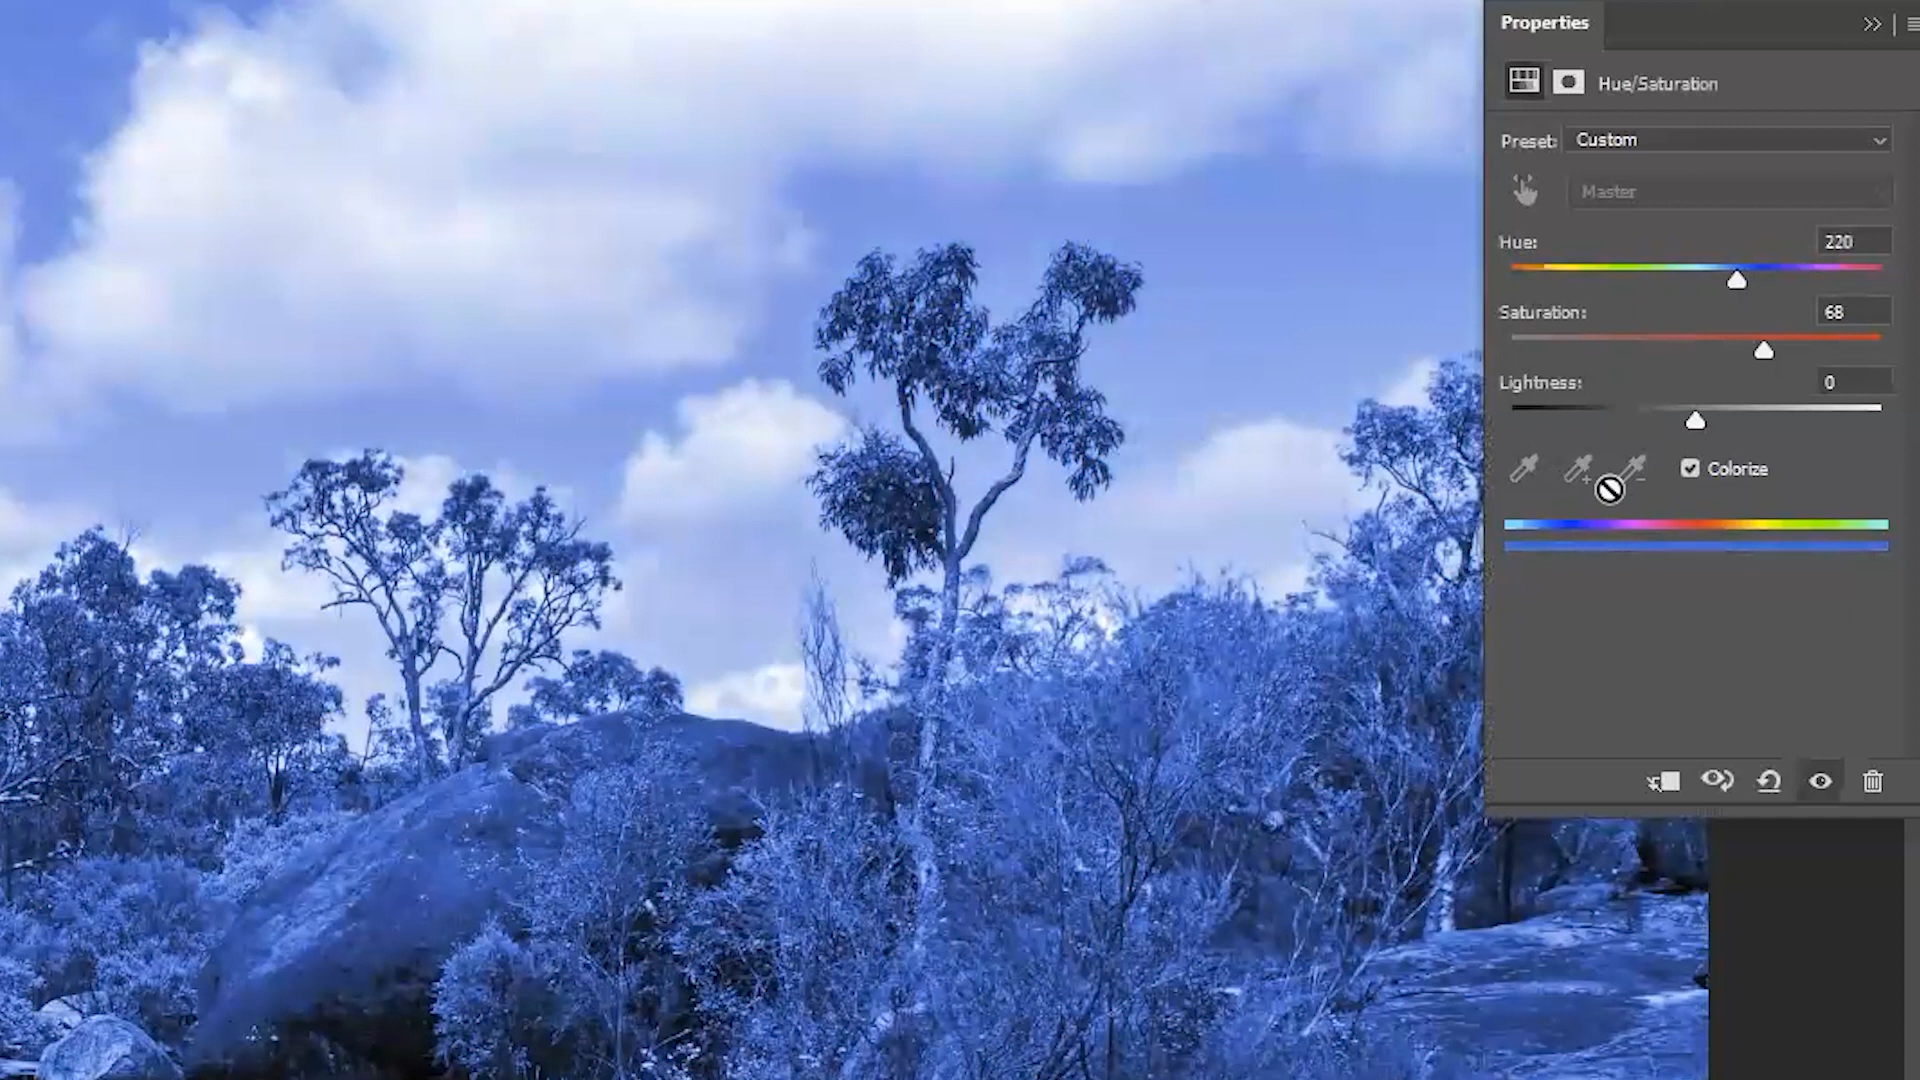 Properties
Hue/Saturation
Preset: Custom
Master
Hue: 220
Saturation: 68
Lightness: 0
Colorize